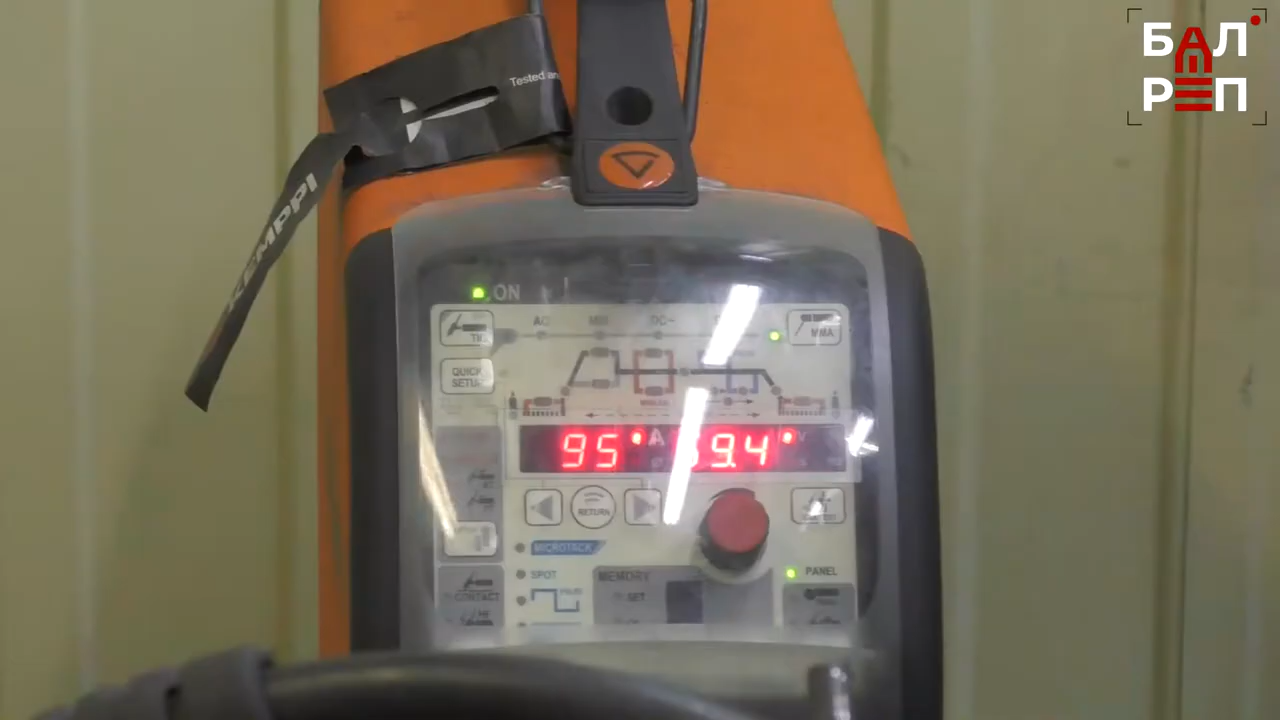 БАЛ
РЕП
Tested an
KEMPPI
ON
AC
DC~
TIG
MMA
QUICK
SETUP
95 A 9.4 V
RETURN
MICROTACK
SPOT
PANEL
MEMORY
SET
CONTACT